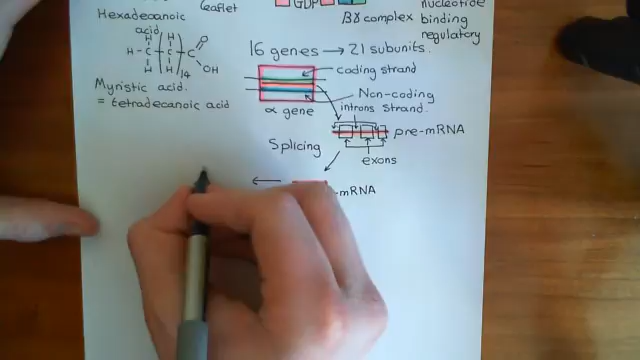 Hexadecanoic
acid
Leaflet
GDP
nucleotide
βγ complex
binding
regulatory
H-C-C-C
H
H
H
H
O
OH
14
Myristic acid.
= tetradecanoic acid
16 genes → 21 subunits.
coding strand
Non-coding
strand.
α gene
introns
pre-mRNA
exons
Splicing
mRNA